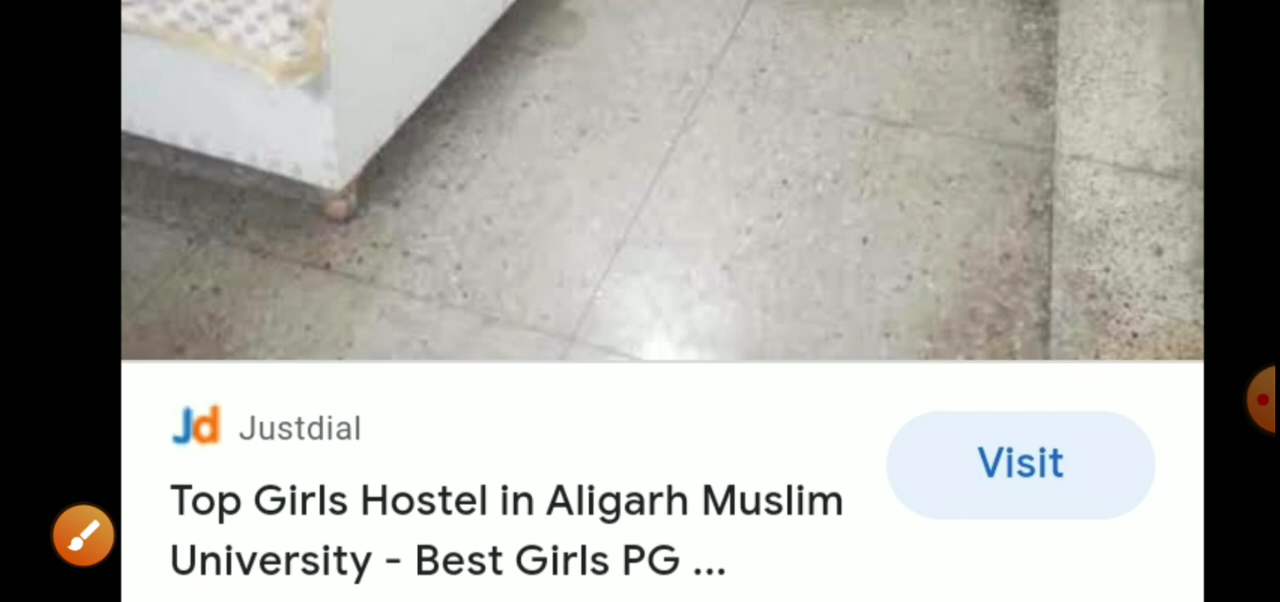 Jd Justdial
Visit
Top Girls Hostel in Aligarh Muslim
University - Best Girls PG ...